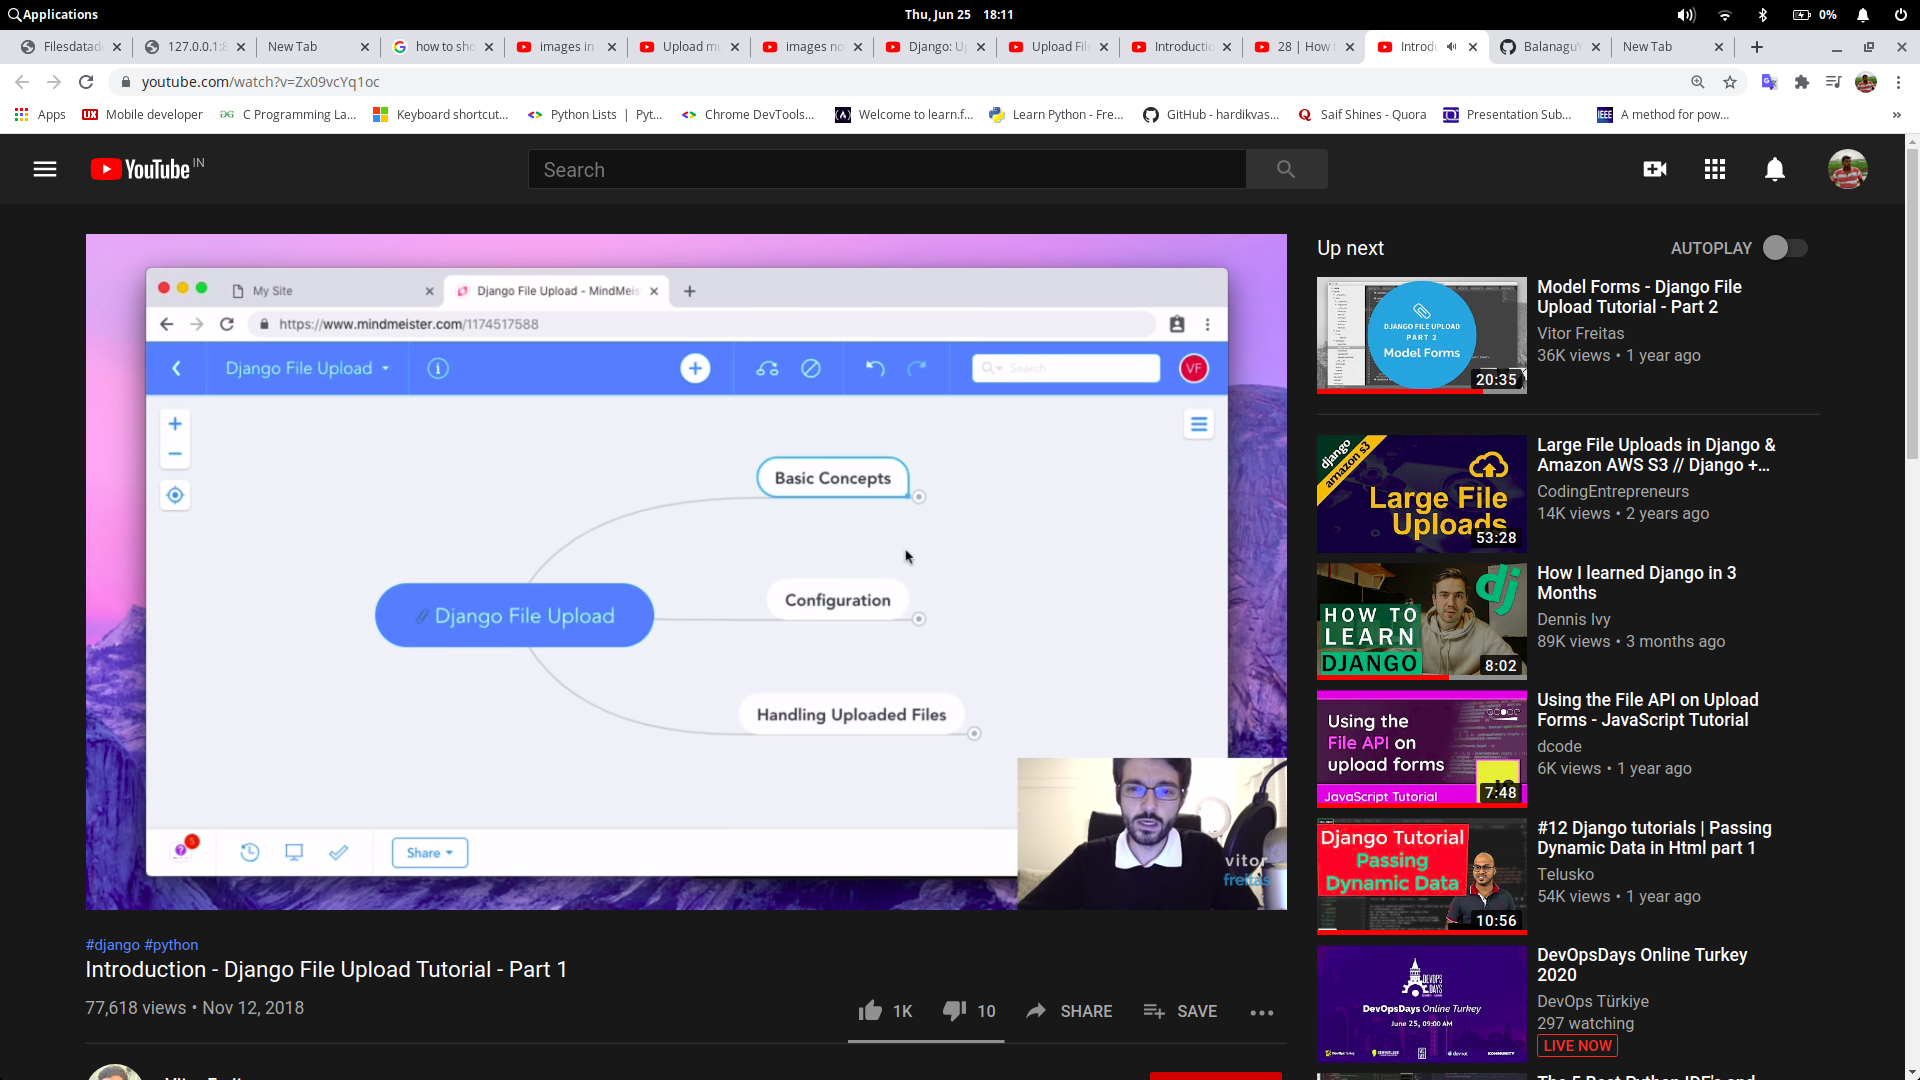 Applications
Thu, Jun 25 18:11
0%
Filesdatad
127.0.0.1:8
New Tab
how to sho
images in
Upload mu
images no
Django: U
Upload File
Introductio
28 | How
Introdu
Balanagu
New Tab
youtube.com/watch?v=Zx09vcYq1oc
Apps
UX Mobile developer
C Programming La...
Keyboard shortcut...
Python Lists | Pyt...
Chrome DevTools...
Welcome to learn.f...
Learn Python - Fre...
GitHub - hardikvas...
Saif Shines - Quora
Presentation Sub...
IEEE A method for pow...
»
YouTube IN
Search
My Site
Django File Upload - MindMeis
https://www.mindmeister.com/1174517588
Django File Upload
Search
VF
Basic Concepts
Django File Upload
Configuration
Handling Uploaded Files
5
Share
vitor
freitas
#django #python
Introduction - Django File Upload Tutorial - Part 1
77,618 views • Nov 12, 2018
1K
10
SHARE
SAVE
Up next
AUTOPLAY
DJANGO FILE UPLOAD
PART 2
Model Forms
20:35
Model Forms - Django File
Upload Tutorial - Part 2
Vitor Freitas
36K views • 1 year ago
django
amazon s3
Large File
Uploads
53:28
Large File Uploads in Django &
Amazon AWS S3 // Django +...
CodingEntrepreneurs
14K views • 2 years ago
HOW TO
LEARN
DJANGO
dj
8:02
How I learned Django in 3
Months
Dennis Ivy
89K views • 3 months ago
Using the
File API on
upload forms
JavaScript Tutorial
7:48
Using the File API on Upload
Forms - JavaScript Tutorial
dcode
6K views • 1 year ago
Django Tutorial
Passing
Dynamic Data
10:56
#12 Django tutorials | Passing
Dynamic Data in Html part 1
Telusko
54K views • 1 year ago
DEVOPS
DAYS
DevOpsDays Online Turkey
June 25, 09:00 AM
DevOpsDays Online Turkey
2020
DevOps Türkiye
297 watching
LIVE NOW